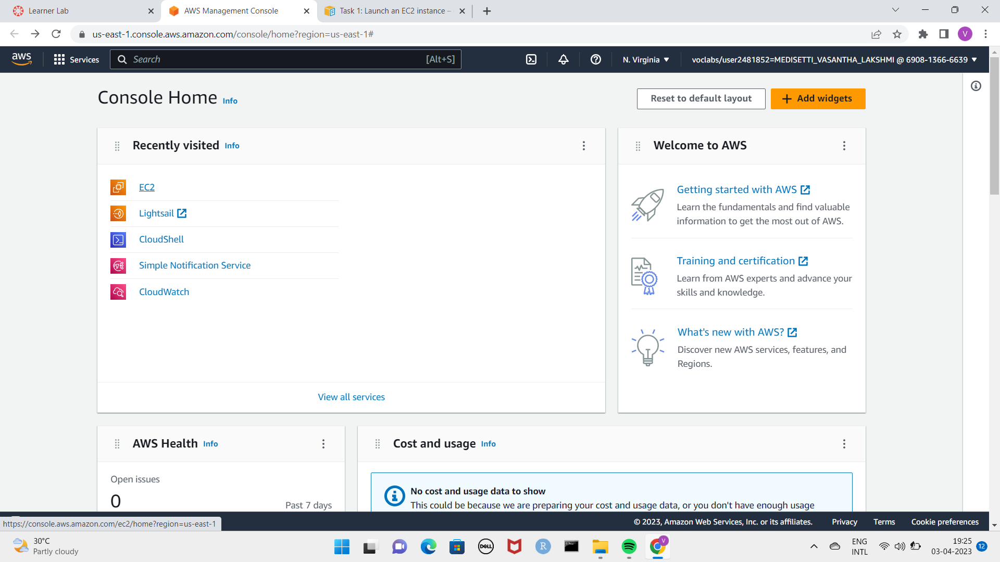 Learner Lab
AWS Management Console
Task 1: Launch an EC2 instance –
us-east-1.console.aws.amazon.com/console/home?region=us-east-1#
V
aws
Services
Search
[Alt+S]
N. Virginia
voclabs/user2481852=MEDISETTI_VASANTHA_LAKSHMI @ 6908-1366-6639
Console Home Info
Reset to default layout
Add widgets
Recently visited Info
EC2
Lightsail
CloudShell
Simple Notification Service
CloudWatch
View all services
Welcome to AWS
Getting started with AWS
Learn the fundamentals and find valuable
information to get the most out of AWS.
Training and certification
Learn from AWS experts and advance your
skills and knowledge.
What's new with AWS?
Discover new AWS services, features, and
Regions.
AWS Health Info
Open issues
0
Past 7 days
Cost and usage Info
No cost and usage data to show
This could be because we are preparing your cost and usage data, or you don't have enough usage
https://console.aws.amazon.com/ec2/home?region=us-east-1
© 2023, Amazon Web Services, Inc. or its affiliates.
Privacy
Terms
Cookie preferences
30°C
Partly cloudy
DELL
R
V
ENG
INTL
19:25
03-04-2023
12